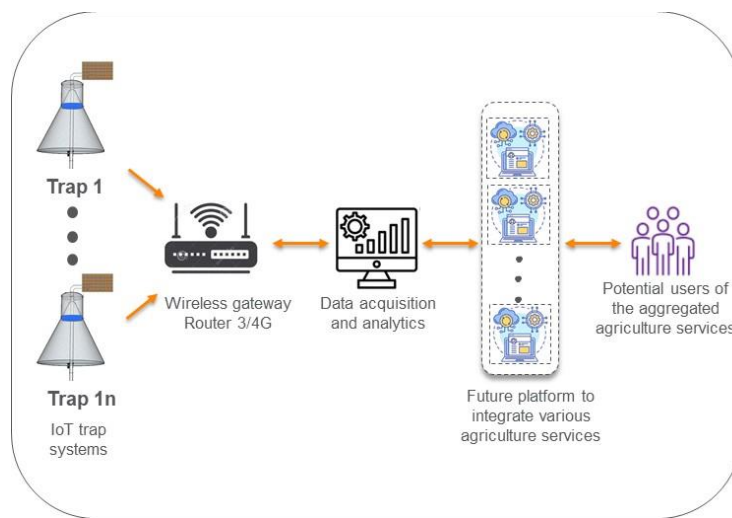 Trap 1
Trap 1n
IoT trap
systems
Wireless gateway
Router 3/4G
Data acquisition
and analytics
Future platform to
integrate various
agriculture services
Potential users of
the aggregated
agriculture services